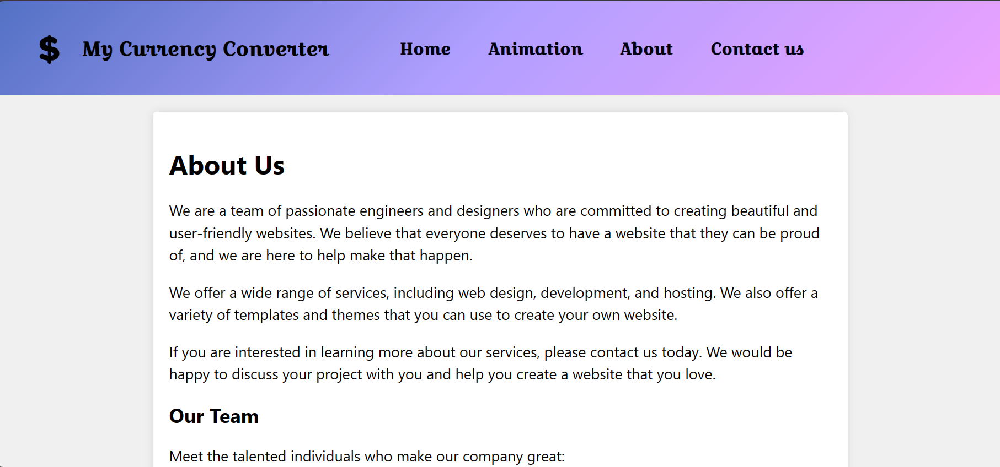 $ My Currency Converter Home Animation About Contact us
About Us
We are a team of passionate engineers and designers who are committed to creating beautiful and
user-friendly websites. We believe that everyone deserves to have a website that they can be proud
of, and we are here to help make that happen.
We offer a wide range of services, including web design, development, and hosting. We also offer a
variety of templates and themes that you can use to create your own website.
If you are interested in learning more about our services, please contact us today. We would be
happy to discuss your project with you and help you create a website that you love.
Our Team
Meet the talented individuals who make our company great: